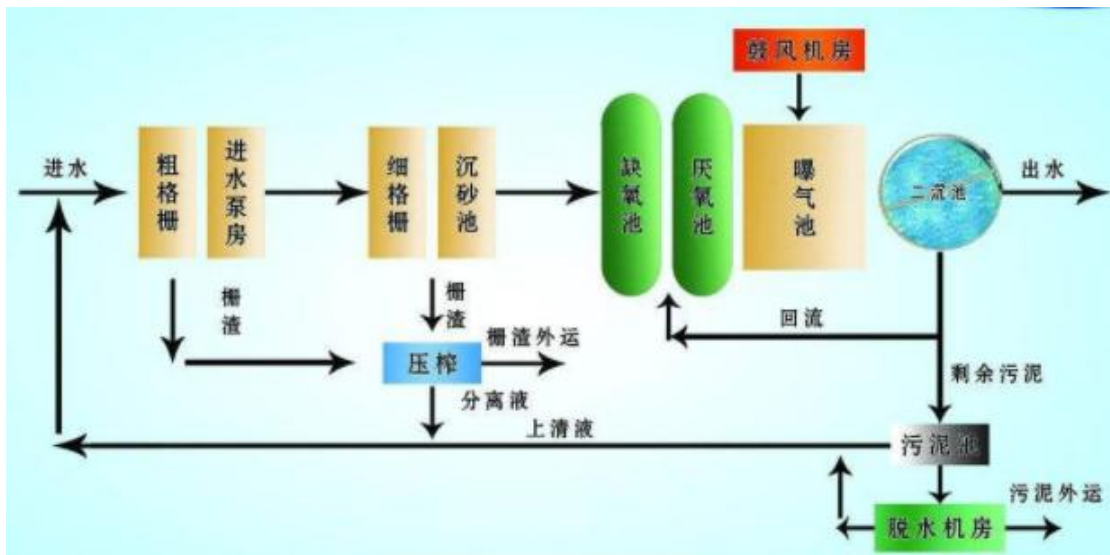 鼓风机房
进水
粗格栅
进水泵房
细格栅
沉砂池
缺氧池
厌氧池
曝气池
二沉池
出水
栅渣
栅渣
栅渣外运
回流
压榨
剩余污泥
分离液
上清液
污泥池
污泥外运
脱水机房